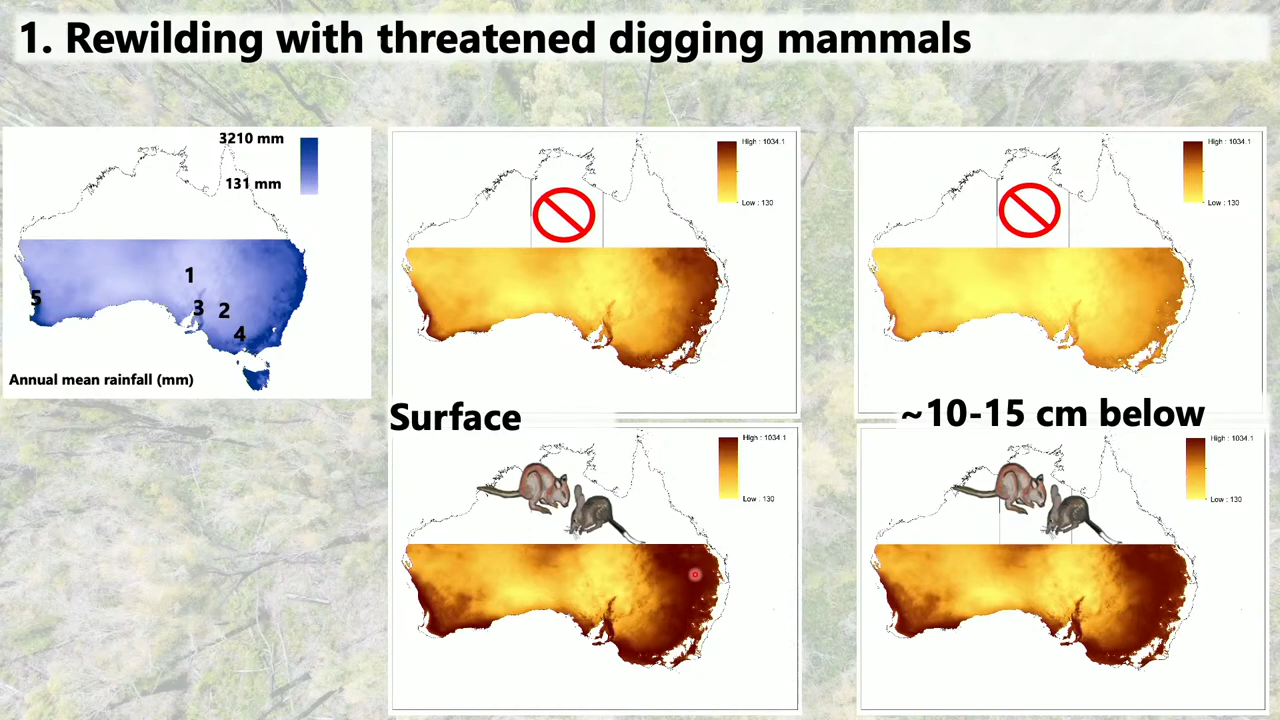 1. Rewilding with threatened digging mammals
3210 mm
131 mm
1
5
3
2
4
Annual mean rainfall (mm)
High : 1034.1
Low : 130
High : 1034.1
Low : 130
Surface
~10-15 cm below
High : 1034.1
Low : 130
High : 1034.1
Low : 130